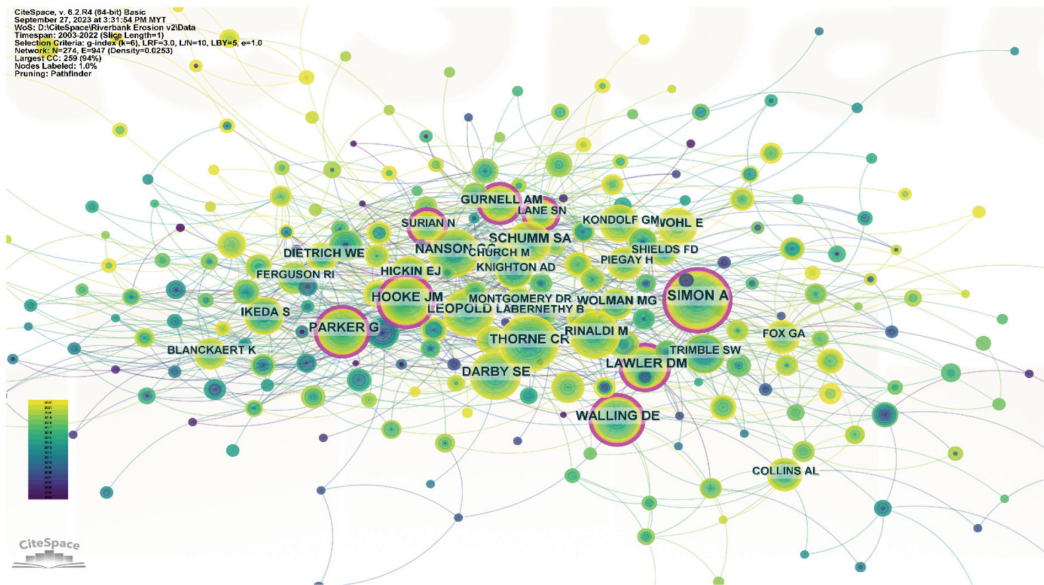 CiteSpace, v. 6.2.R4 (64-bit) Basic
September 27, 2023 at 3:31:54 PM MYT
WoS: D:\CiteSpace\Riverbank Erosion v2\Data
Timespan: 2003-2022 (Slice Length=1)
Selection Criteria: g-index (k=6), LRF=3.0, L/N=10, LBY=5, e=1.0
Network: N=274, E=947 (Density=0.0253)
Largest CC: 259 (94%)
Nodes Labeled: 1.0%
Pruning: Pathfinder
GURNELL AM
LANE SN
SURIAN N
KONDOLF GM
WOHL E
SCHUMM SA
NANSON
CHURCH M
SHIELDS FD
DIETRICH WE
PIEGAY H
HICKIN EJ
KNIGHTON AD
FERGUSON RI
HOOKE JM
MONTGOMERY DR
WOLMAN MG
SIMON A
LEOPOLD L
ABERNETHY B
IKEDA S
PARKER G
THORNE CR
RINALDI M
FOX GA
BLANCKAERT K
TRIMBLE SW
LAWLER DM
DARBY SE
WALLING DE
COLLINS AL
CiteSpace